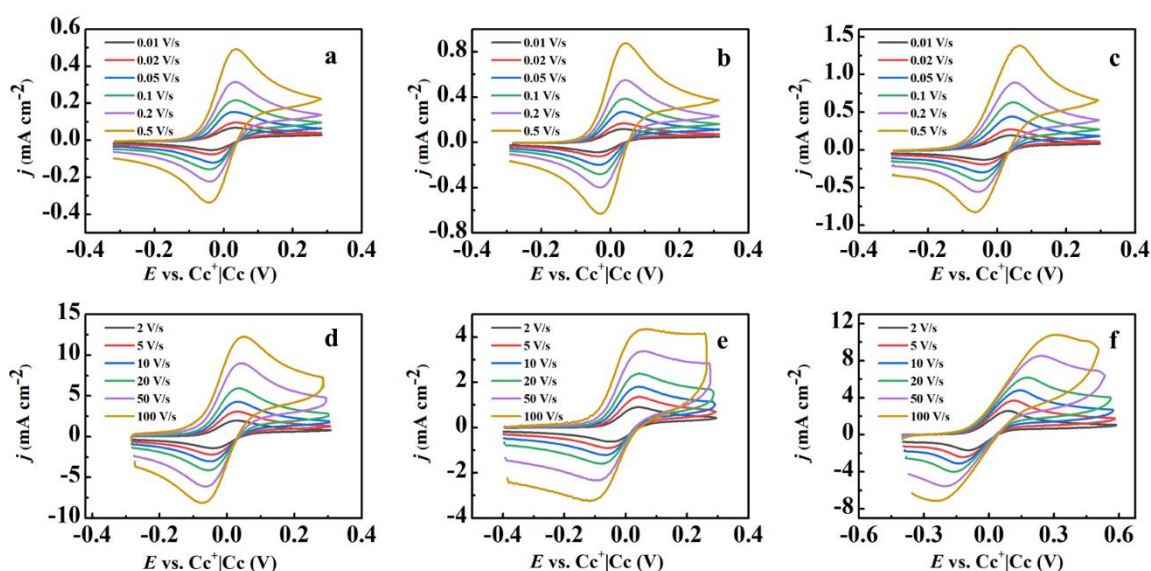 a
0.01 V/s
0.02 V/s
0.05 V/s
0.1 V/s
0.2 V/s
0.5 V/s
0.6
0.4
0.2
0.0
-0.2
-0.4
j (mA cm⁻²)
-0.4 -0.2 0.0 0.2 0.4
E vs. Cc⁺|Cc (V)
b
0.01 V/s
0.02 V/s
0.05 V/s
0.1 V/s
0.2 V/s
0.5 V/s
0.8
0.4
0.0
-0.4
-0.8
j (mA cm⁻²)
-0.4 -0.2 0.0 0.2 0.4
E vs. Cc⁺|Cc (V)
c
0.01 V/s
0.02 V/s
0.05 V/s
0.1 V/s
0.2 V/s
0.5 V/s
1.5
1.0
0.5
0.0
-0.5
-1.0
j (mA cm⁻²)
-0.4 -0.2 0.0 0.2 0.4
E vs. Cc⁺|Cc (V)
d
2 V/s
5 V/s
10 V/s
20 V/s
50 V/s
100 V/s
15
10
5
0
-5
-10
j (mA cm⁻²)
-0.4 -0.2 0.0 0.2 0.4
E vs. Cc⁺|Cc (V)
e
2 V/s
5 V/s
10 V/s
20 V/s
50 V/s
100 V/s
4
2
0
-2
-4
j (mA cm⁻²)
-0.4 -0.2 0.0 0.2 0.4
E vs. Cc⁺|Cc (V)
f
2 V/s
5 V/s
10 V/s
20 V/s
50 V/s
100 V/s
12
8
4
0
-4
-8
j (mA cm⁻²)
-0.6 -0.3 0.0 0.3 0.6
E vs. Cc⁺|Cc (V)